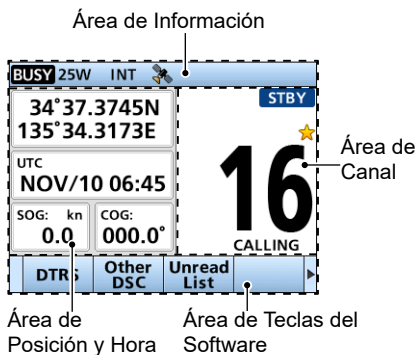 Área de Información
BUSY 25W INT
STBY
34°37.3745N
135°34.3173E
UTC
NOV/10 06:45
SOG: kn
0.0
COG:
000.0°
16
CALLING
Área de
Canal
DTRS
Other
DSC
Unread
List
Área de
Posición y Hora
Área de Teclas del
Software